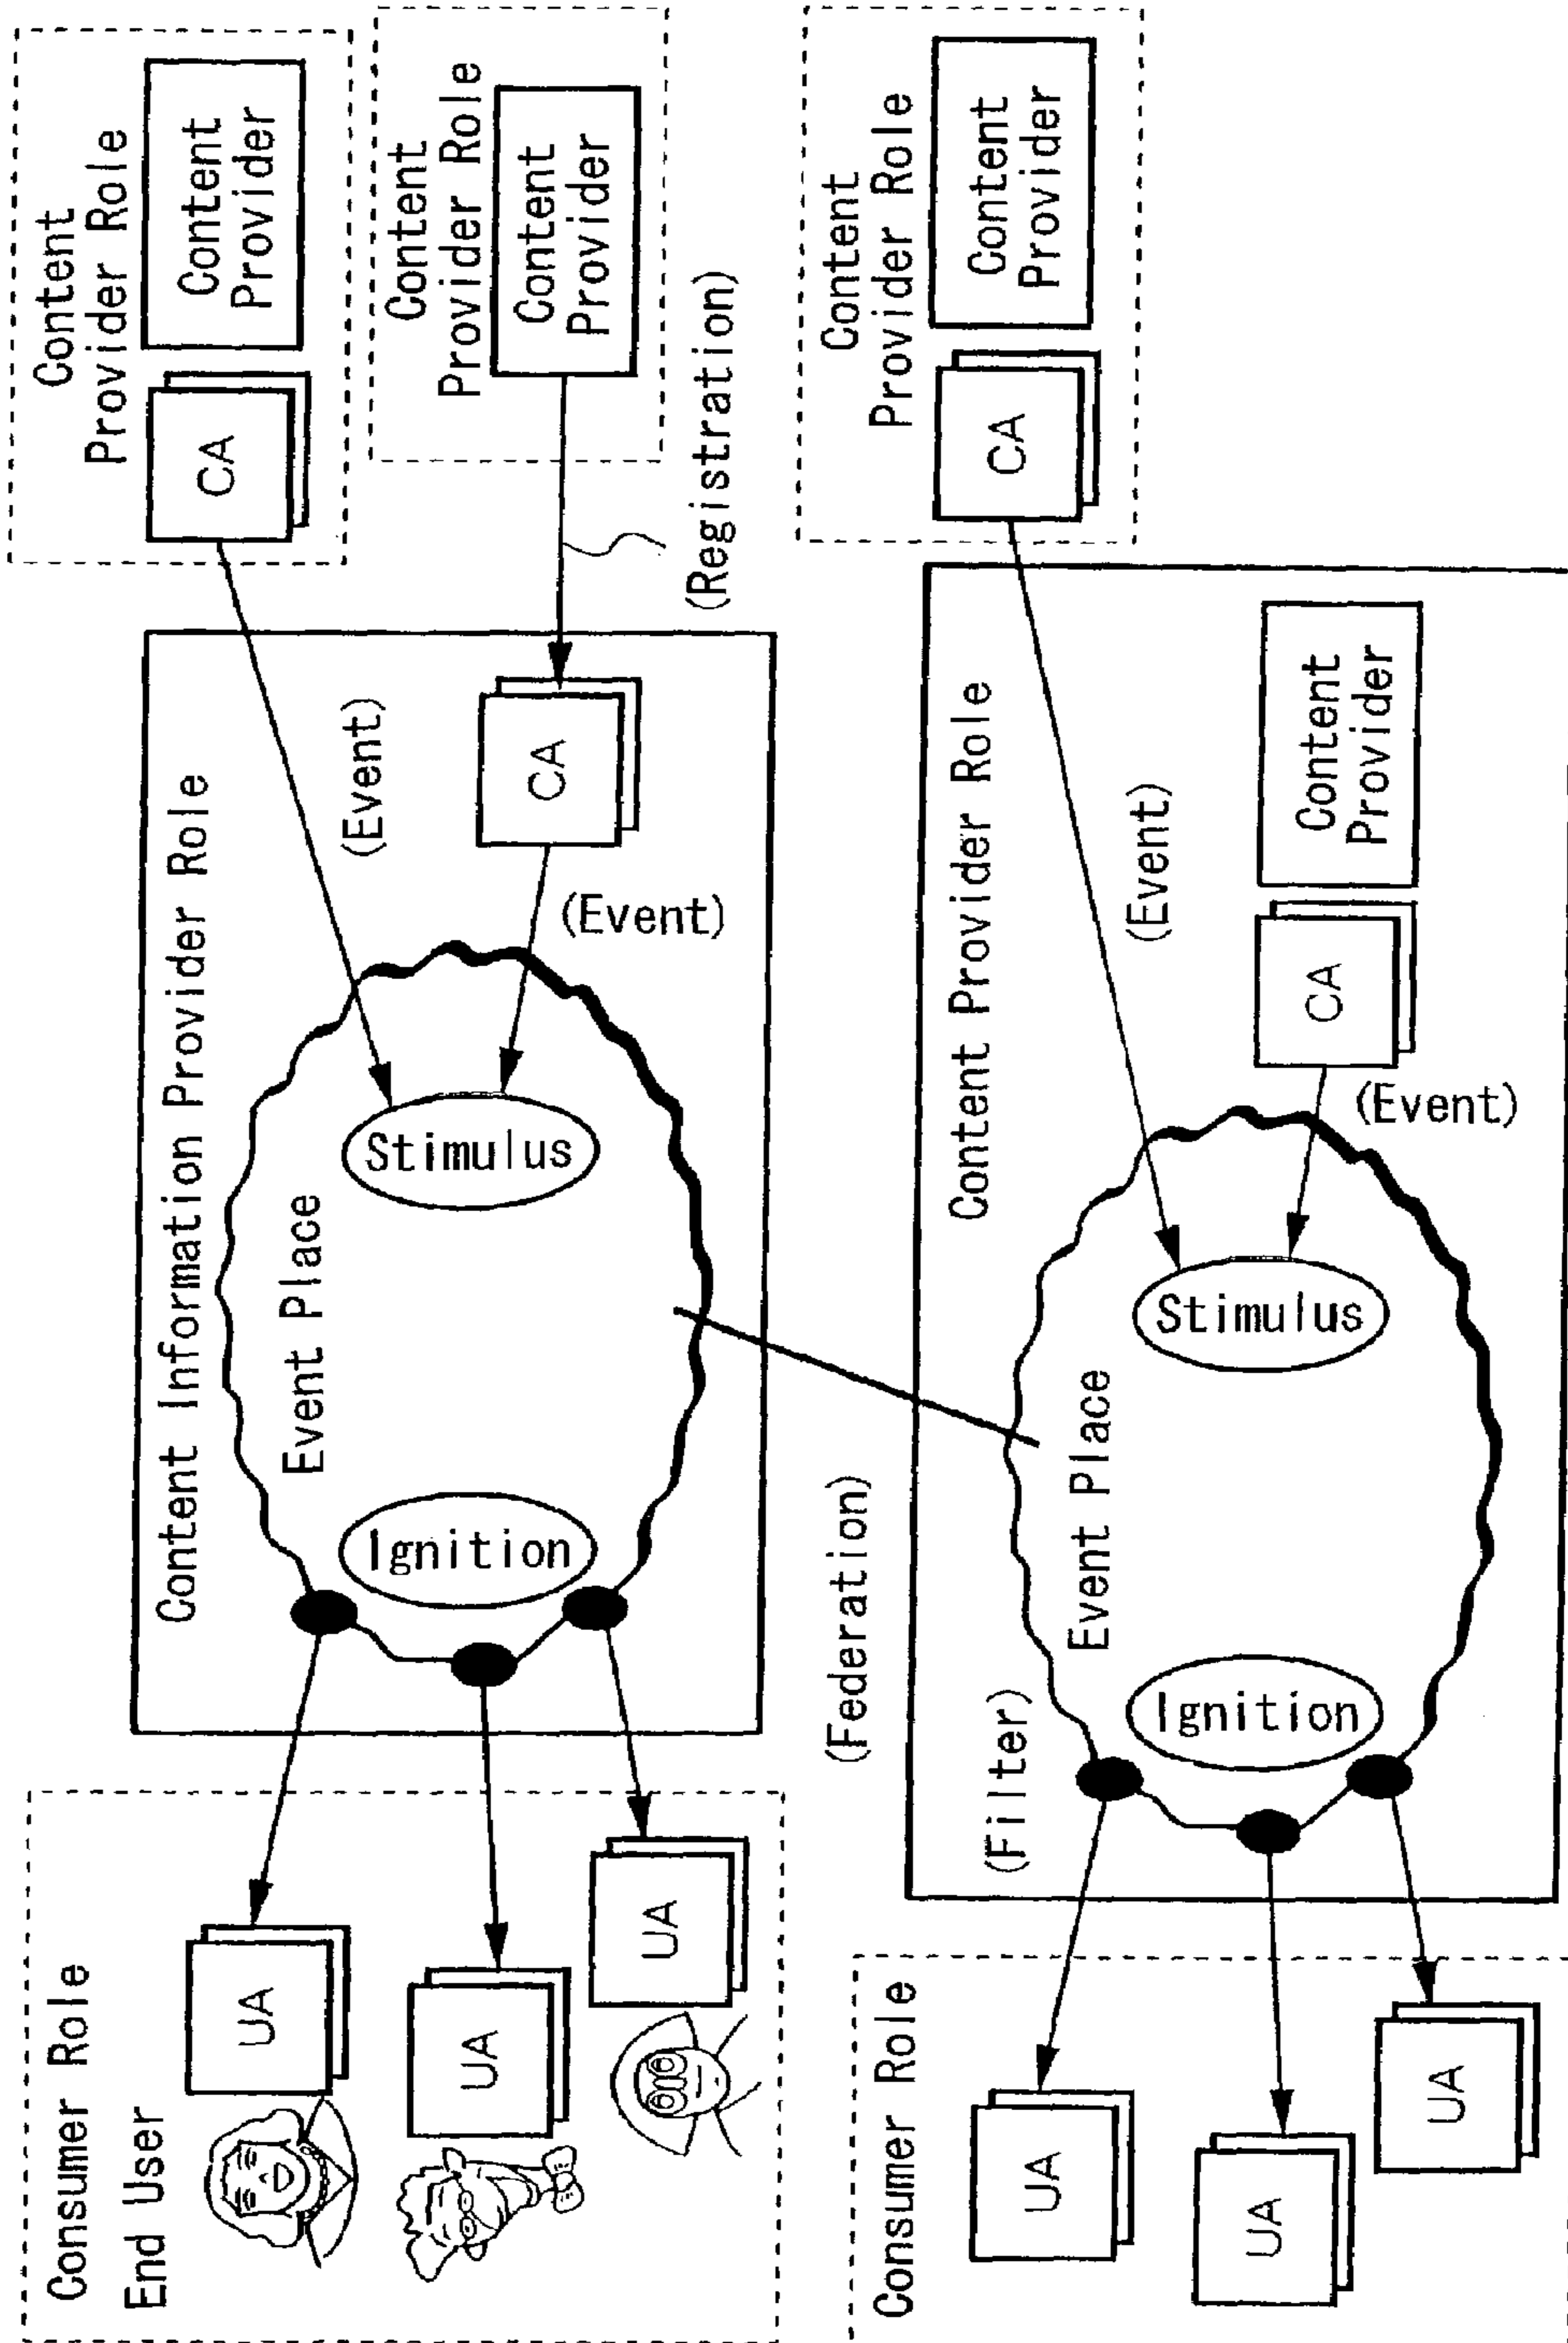 Consumer Role
End User
UA
UA
UA
Content Information Provider Role
Event Place
Ignition
Stimulus
(Event)
(Event)
CA
Content
Provider Role
CA
Content
Provider
Content
Provider Role
Content
Provider
(Registration)
(Federation)
Consumer Role
UA
UA
UA
Content Provider Role
(Filter)
Event Place
Ignition
Stimulus
(Event)
(Event)
CA
Content
Provider
Content
Provider Role
CA
Content
Provider